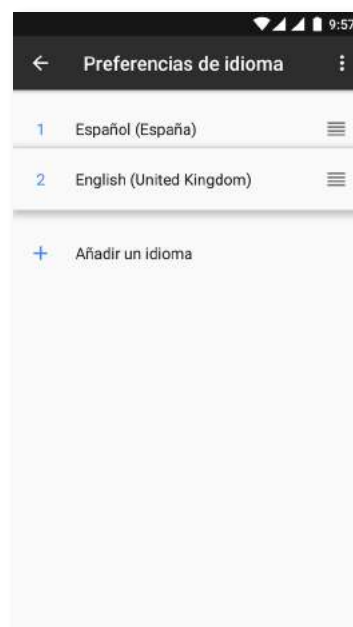 9:57
Preferencias de idioma
1 Español (España)
2 English (United Kingdom)
Añadir un idioma